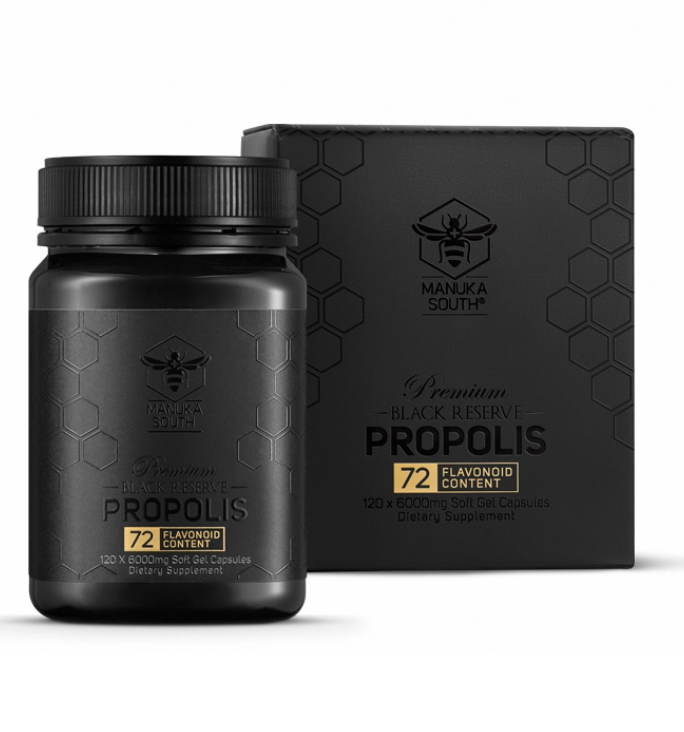 MANUKA
SOUTH
Premium
BLACK RESERVE
PROPOLIS
72 FLAVONOID
CONTENT
120 X 6000mg Soft Gel Capsules
Dietary Supplement
MANUKA
SOUTH®
Premium
BLACK RESERVE
PROPOLIS
72 FLAVONOID
CONTENT
120 x 6000mg Soft Gel Capsules
Dietary Supplement